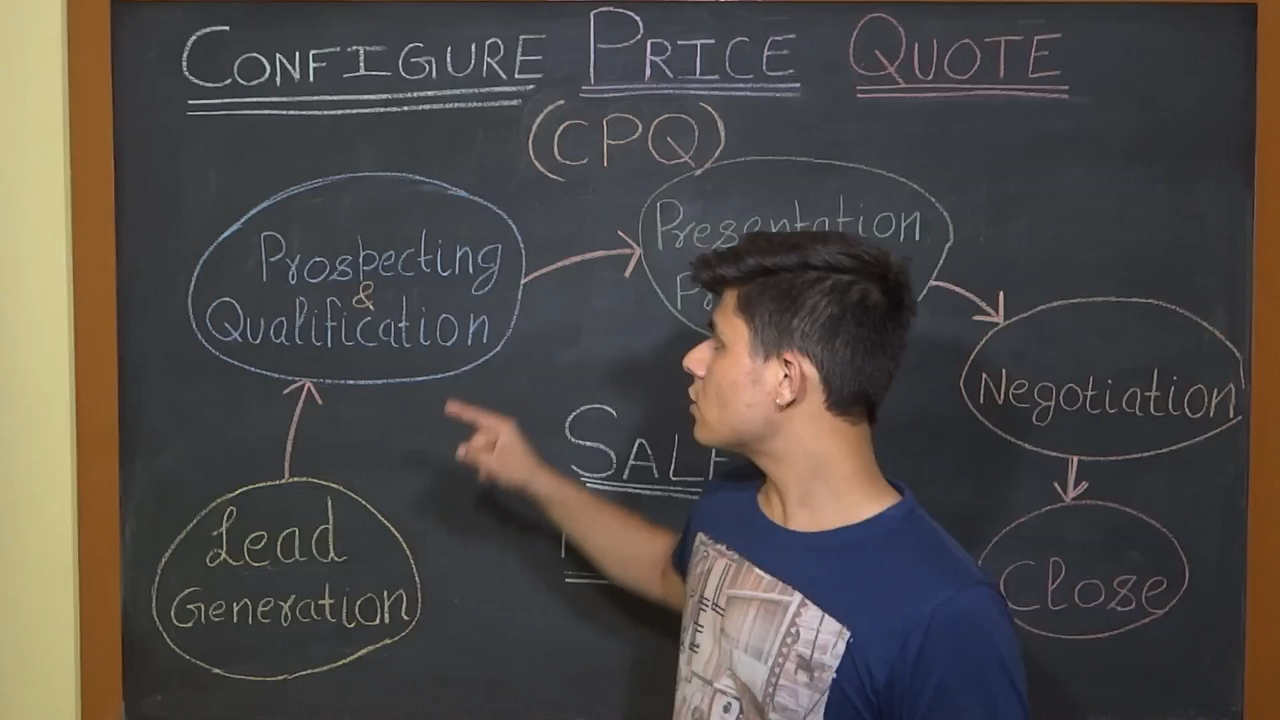 CONFIGURE PRICE QUOTE
(CPQ)
Prospecting
&
Qualification
Presentation
Negotiation
Lead
Generation
Close